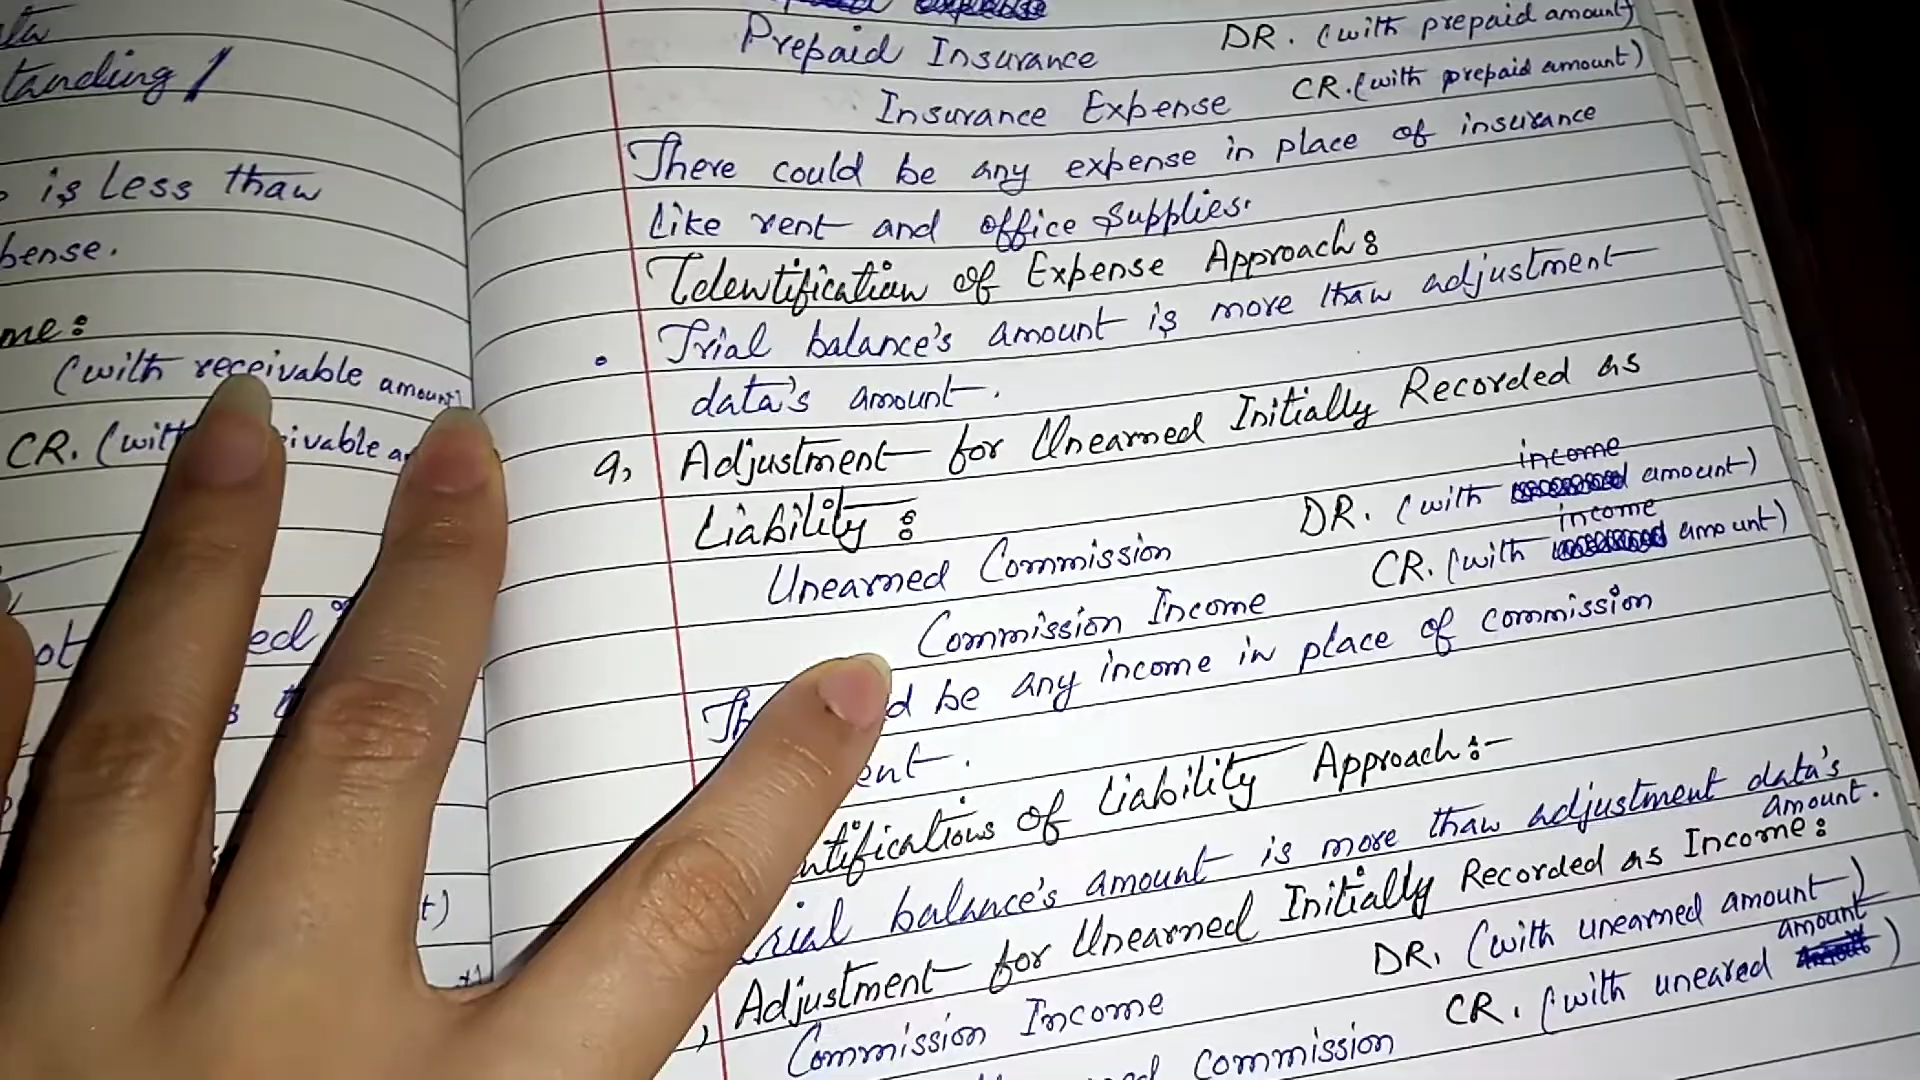 tanding /
is Less than
pense.
me:
(with receivable amount)
CR. (with
ed
t)
Prepaid Insurance DR. (with prepaid amount)
Insurance Expense CR. (with prepaid amount)
There could be any expense in place of insurance
like rent and office supplies.
Identification of Expense Approach:
• Trial balance's amount is more than adjustment
data's amount.
9, Adjustment for Unearned Initially Recorded as
Liability:
Unearned Commission DR. (with income amount)
Commission Income CR. (with income amount)
be any income in place of commission
Liability Approach:-
balance's amount is more than adjustment data's
amount.
Adjustment for Unearned Initially Recorded as Income:
Commission Income DR. (with unearned amount)
Commission CR. (with uneared amount)